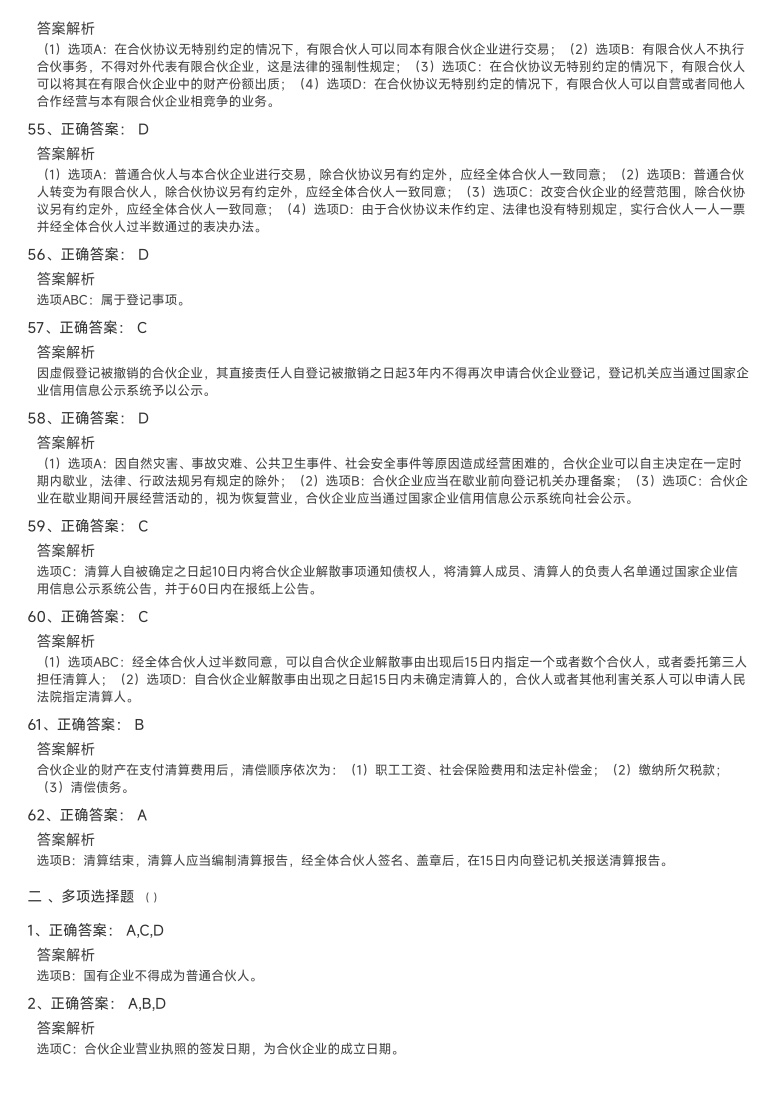 答案解析
（1）选项A：在合伙协议无特别约定的情况下，有限合伙人可以同本有限合伙企业进行交易；（2）选项B：有限合伙人不执行
合伙事务，不得对外代表有限合伙企业，这是法律的强制性规定；（3）选项C：在合伙协议无特别约定的情况下，有限合伙人
可以将其在有限合伙企业中的财产份额出质；（4）选项D：在合伙协议无特别约定的情况下，有限合伙人可以自营或者同他人
合作经营与本有限合伙企业相竞争的业务。
55、正确答案： D
答案解析
（1）选项A：普通合伙人与本合伙企业进行交易，除合伙协议另有约定外，应经全体合伙人一致同意；（2）选项B：普通合伙
人转变为有限合伙人，除合伙协议另有约定外，应经全体合伙人一致同意；（3）选项C：改变合伙企业的经营范围，除合伙协
议另有约定外，应经全体合伙人一致同意；（4）选项D：由于合伙协议未作约定、法律也没有特别规定，实行合伙人一人一票
并经全体合伙人过半数通过的表决办法。
56、正确答案： D
答案解析
选项ABC：属于登记事项。
57、正确答案： C
答案解析
因虚假登记被撤销的合伙企业，其直接责任人自登记被撤销之日起3年内不得再次申请合伙企业登记，登记机关应当通过国家企
业信用信息公示系统予以公示。
58、正确答案： D
答案解析
（1）选项A：因自然灾害、事故灾难、公共卫生事件、社会安全事件等原因造成经营困难的，合伙企业可以自主决定在一定时
期内歇业，法律、行政法规另有规定的除外；（2）选项B：合伙企业应当在歇业前向登记机关办理备案；（3）选项C：合伙企
业在歇业期间开展经营活动的，视为恢复营业，合伙企业应当通过国家企业信用信息公示系统向社会公示。
59、正确答案： C
答案解析
选项C：清算人自被确定之日起10日内将合伙企业解散事项通知债权人，将清算人成员、清算人的负责人名单通过国家企业信
用信息公示系统公告，并于60日内在报纸上公告。
60、正确答案： C
答案解析
（1）选项ABC：经全体合伙人过半数同意，可以自合伙企业解散事由出现后15日内指定一个或者数个合伙人，或者委托第三人
担任清算人；（2）选项D：自合伙企业解散事由出现之日起15日内未确定清算人的，合伙人或者其他利害关系人可以申请人民
法院指定清算人。
61、正确答案： B
答案解析
合伙企业的财产在支付清算费用后，清偿顺序依次为：（1）职工工资、社会保险费用和法定补偿金；（2）缴纳所欠税款；
（3）清偿债务。
62、正确答案： A
答案解析
选项B：清算结束，清算人应当编制清算报告，经全体合伙人签名、盖章后，在15日内向登记机关报送清算报告。
二 、多项选择题 （ ）
1、正确答案： A,C,D
答案解析
选项B：国有企业不得成为普通合伙人。
2、正确答案： A,B,D
答案解析
选项C：合伙企业营业执照的签发日期，为合伙企业的成立日期。